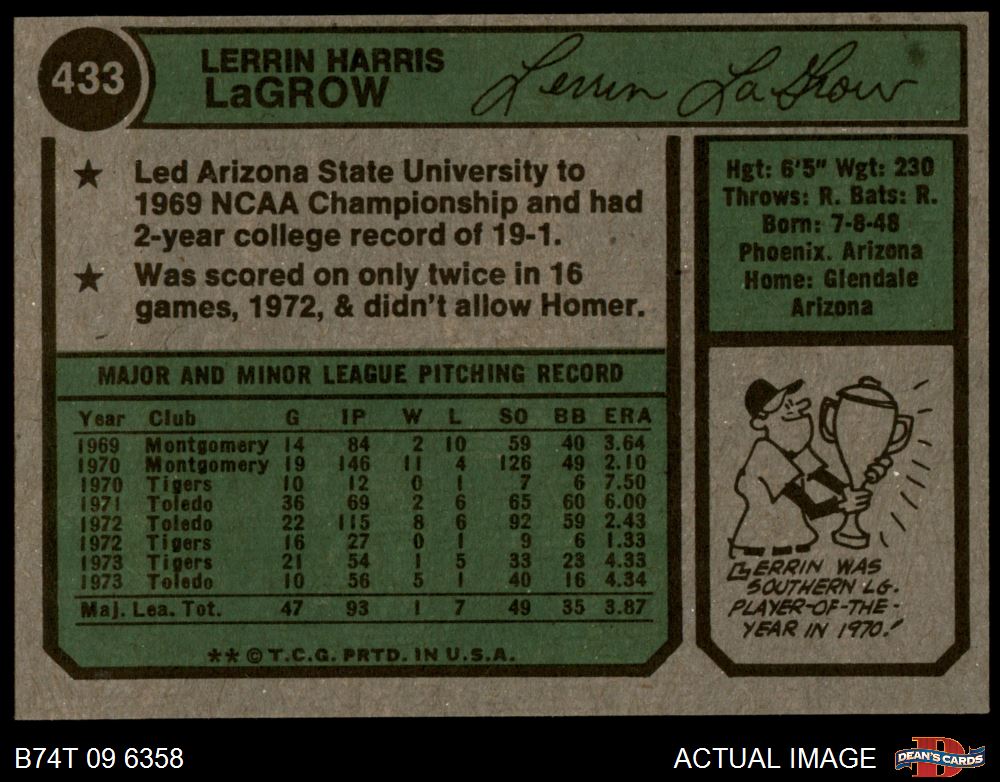 433
LERRIN HARRIS
LaGROW
Lerrin LaGrow
★ Led Arizona State University to
1969 NCAA Championship and had
2-year college record of 19-1.
★ Was scored on only twice in 16
games, 1972, & didn't allow Homer.
Hgt: 6'5" Wgt: 230
Throws: R. Bats: R.
Born: 7-8-48
Phoenix. Arizona
Home: Glendale
Arizona
MAJOR AND MINOR LEAGUE PITCHING RECORD
Year Club G IP W L SO BB ERA
1969 Montgomery 14 84 2 10 59 40 3.64
1970 Montgomery 19 146 11 4 126 49 2.10
1970 Tigers 10 12 0 1 7 6 7.50
1971 Toledo 36 69 2 6 65 60 6.00
1972 Toledo 22 115 8 6 92 59 2.43
1972 Tigers 16 27 0 1 9 6 1.33
1973 Tigers 21 54 1 5 33 23 4.33
1973 Toledo 10 56 5 1 40 16 4.34
Maj. Lea. Tot. 47 93 1 7 49 35 3.87
** © T.C.G. PRTD. IN U.S.A.
LERRIN WAS
SOUTHERN LG.
PLAYER-OF-THE-
YEAR IN 1970!
B74T 09 6358
ACTUAL IMAGE
D
DEAN'S CARDS